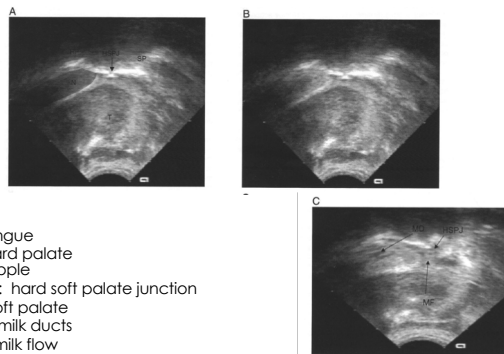 A
B
SP
T
C
MD
HSPJ
MF
ngue
ard palate
pple
: hard soft palate junction
oft palate
milk ducts
milk flow